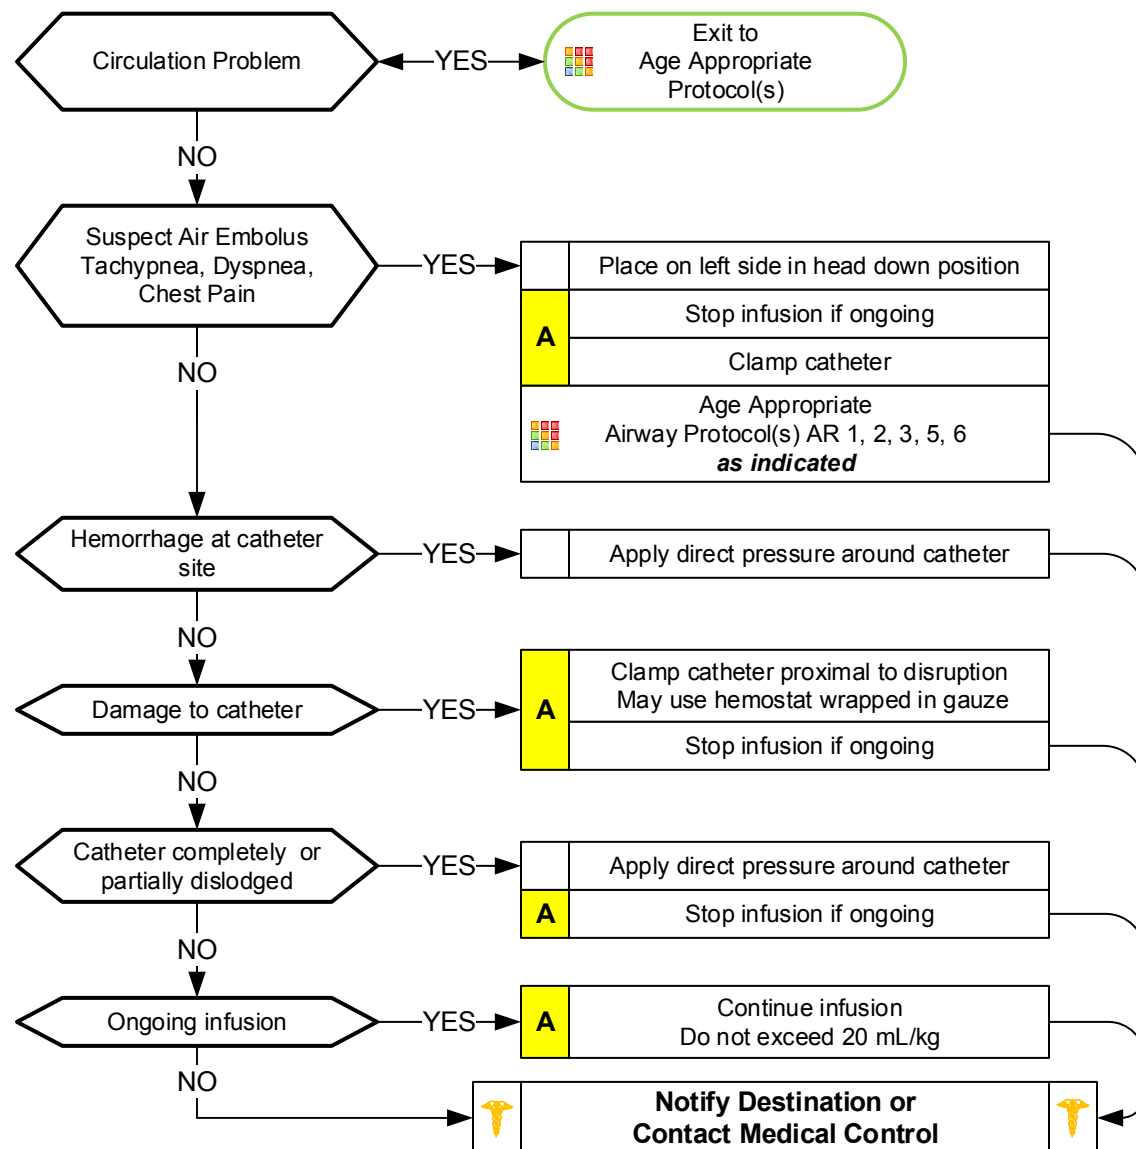 Circulation Problem
YES
Exit to
Age Appropriate
Protocol(s)
NO
Suspect Air Embolus
Tachypnea, Dyspnea,
Chest Pain
YES
Place on left side in head down position
A
Stop infusion if ongoing
Clamp catheter
Age Appropriate
Airway Protocol(s) AR 1, 2, 3, 5, 6
as indicated
NO
Hemorrhage at catheter
site
YES
Apply direct pressure around catheter
NO
Damage to catheter
YES
A
Clamp catheter proximal to disruption
May use hemostat wrapped in gauze
Stop infusion if ongoing
NO
Catheter completely or
partially dislodged
YES
Apply direct pressure around catheter
A
Stop infusion if ongoing
NO
Ongoing infusion
YES
A
Continue infusion
Do not exceed 20 mL/kg
NO
Notify Destination or
Contact Medical Control